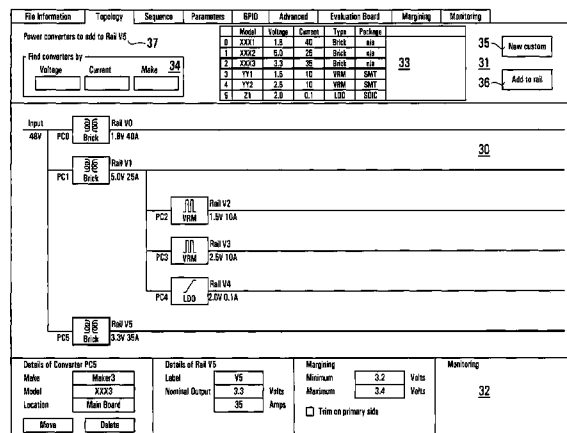 File Information Topology Sequence Parameters GPIO Advanced Evaluation Board Margining Monitoring
Power converters to add to Rail V5 37
Find converters by
Voltage Current Make 34
Model Voltage Current Type Package
0 XXX1 1.8 40 Brick n/a
1 XXX2 5.0 25 Brick n/a
2 XXX3 3.3 35 Brick n/a
3 YY1 1.5 10 VRM SMT
4 YY2 2.5 10 VRM SMT
5 Z1 2.0 0.1 LDO SOIC
33
35 New custom
31
36 Add to rail
30
Input
48V
PC0 Brick Rail V0
1.8V 40A
PC1 Brick Rail V1
5.0V 25A
PC2 VRM Rail V2
1.5V 10A
PC3 VRM Rail V3
2.5V 10A
PC4 LDO Rail V4
2.0V 0.1A
PC5 Brick Rail V5
3.3V 35A
Details of Converter PC5
Make Maker3
Model XXX3
Location Main Board
Move Delete
Details of Rail V5
Label V5
Nominal Output 3.3 Volts
35 Amps
Margining
Minimum 3.2 Volts
Maximum 3.4 Volts
Trim on primary side
Monitoring
32